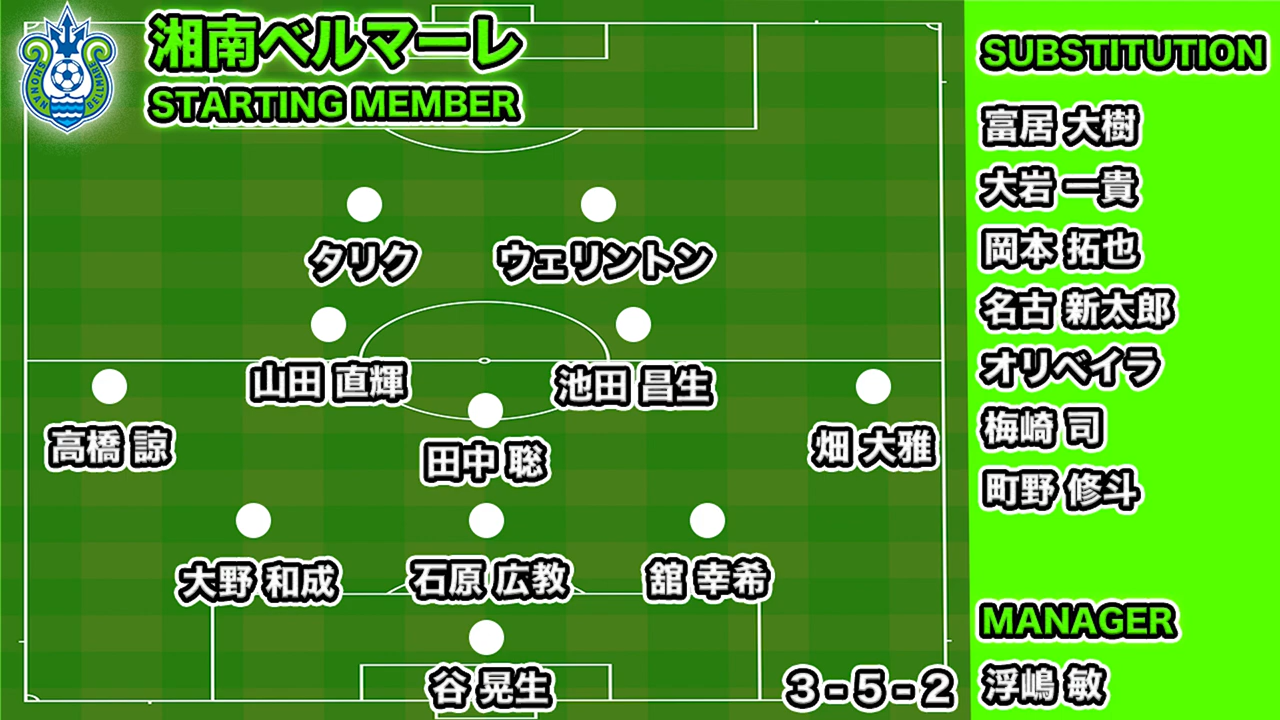 湘南ベルマーレ
STARTING MEMBER
SHONAN BELLMARE
タリク
ウェリントン
山田 直輝
池田 昌生
高橋 諒
田中 聡
畑 大雅
大野 和成
石原 広教
舘 幸希
谷 晃生
3-5-2
SUBSTITUTION
富居 大樹
大岩 一貴
岡本 拓也
名古 新太郎
オリベイラ
梅崎 司
町野 修斗
MANAGER
浮嶋 敏